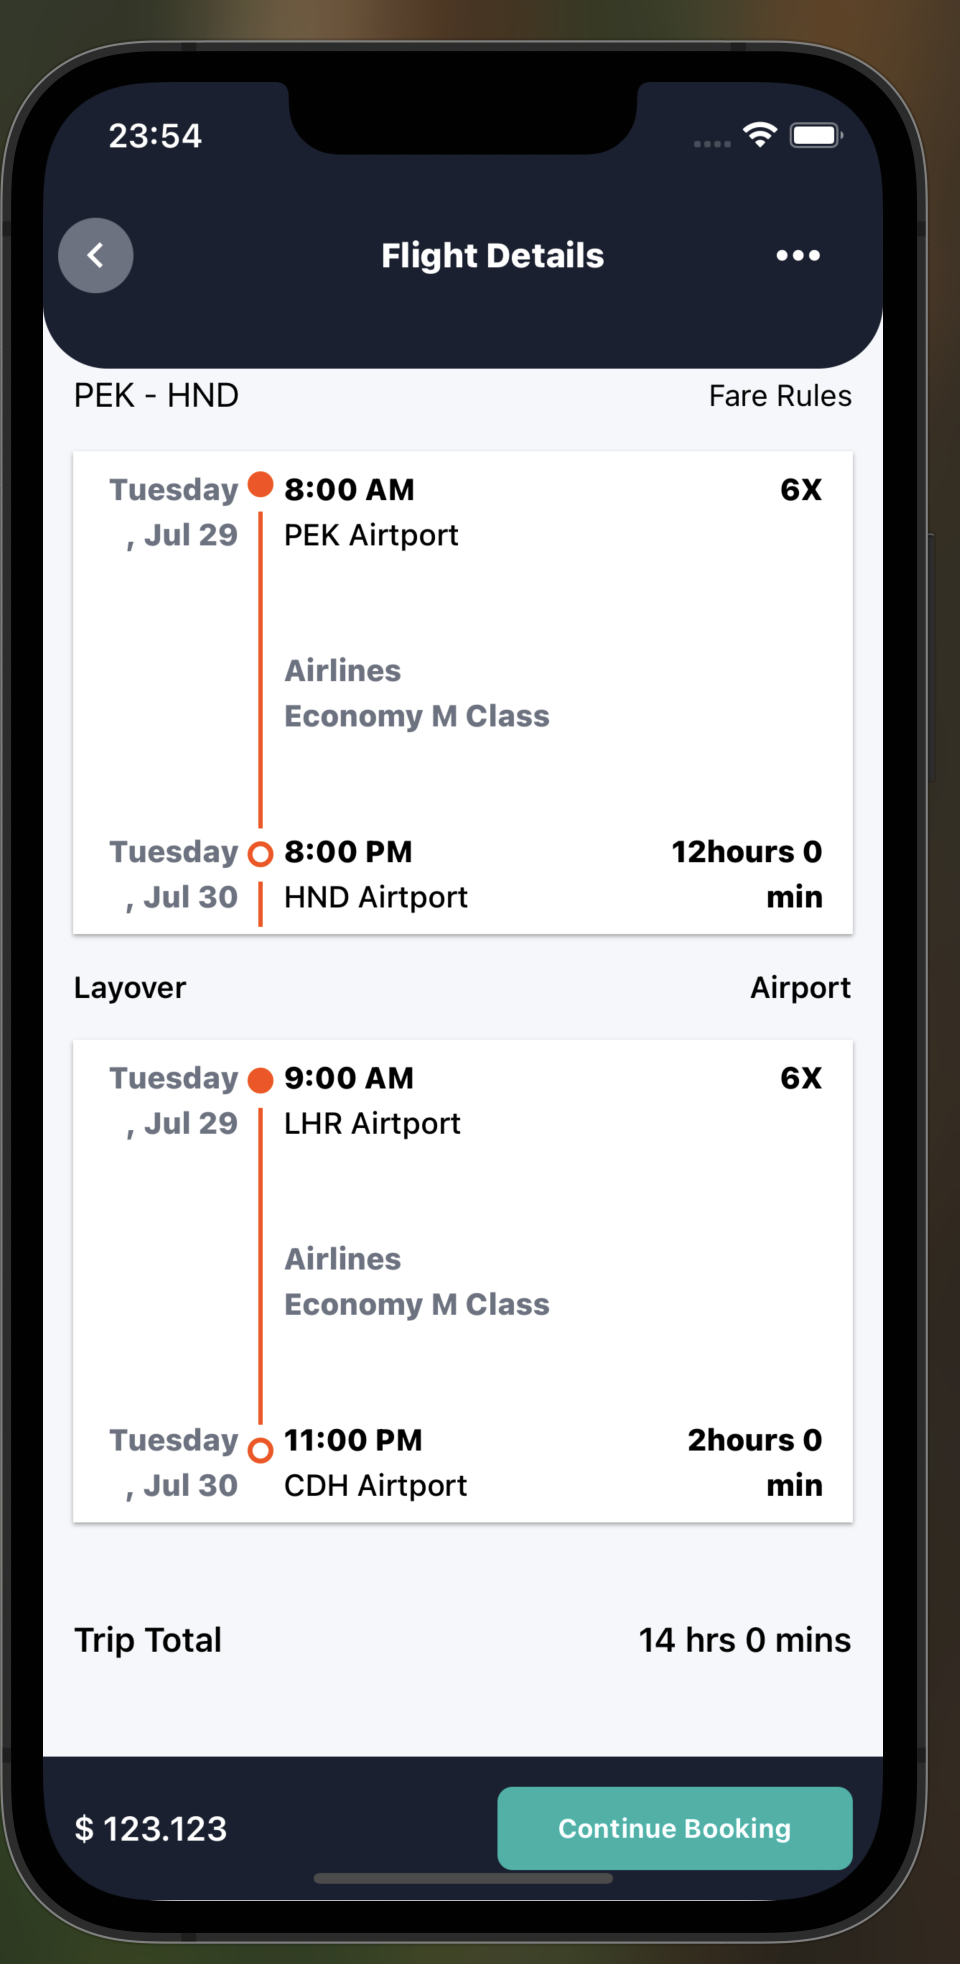 23:54
Flight Details
PEK - HND
Fare Rules
Tuesday
, Jul 29
8:00 AM
PEK Airtport
6X
Airlines
Economy M Class
Tuesday
, Jul 30
8:00 PM
HND Airtport
12hours 0
min
Layover
Airport
Tuesday
, Jul 29
9:00 AM
LHR Airtport
6X
Airlines
Economy M Class
Tuesday
, Jul 30
11:00 PM
CDH Airtport
2hours 0
min
Trip Total
14 hrs 0 mins
$ 123.123
Continue Booking